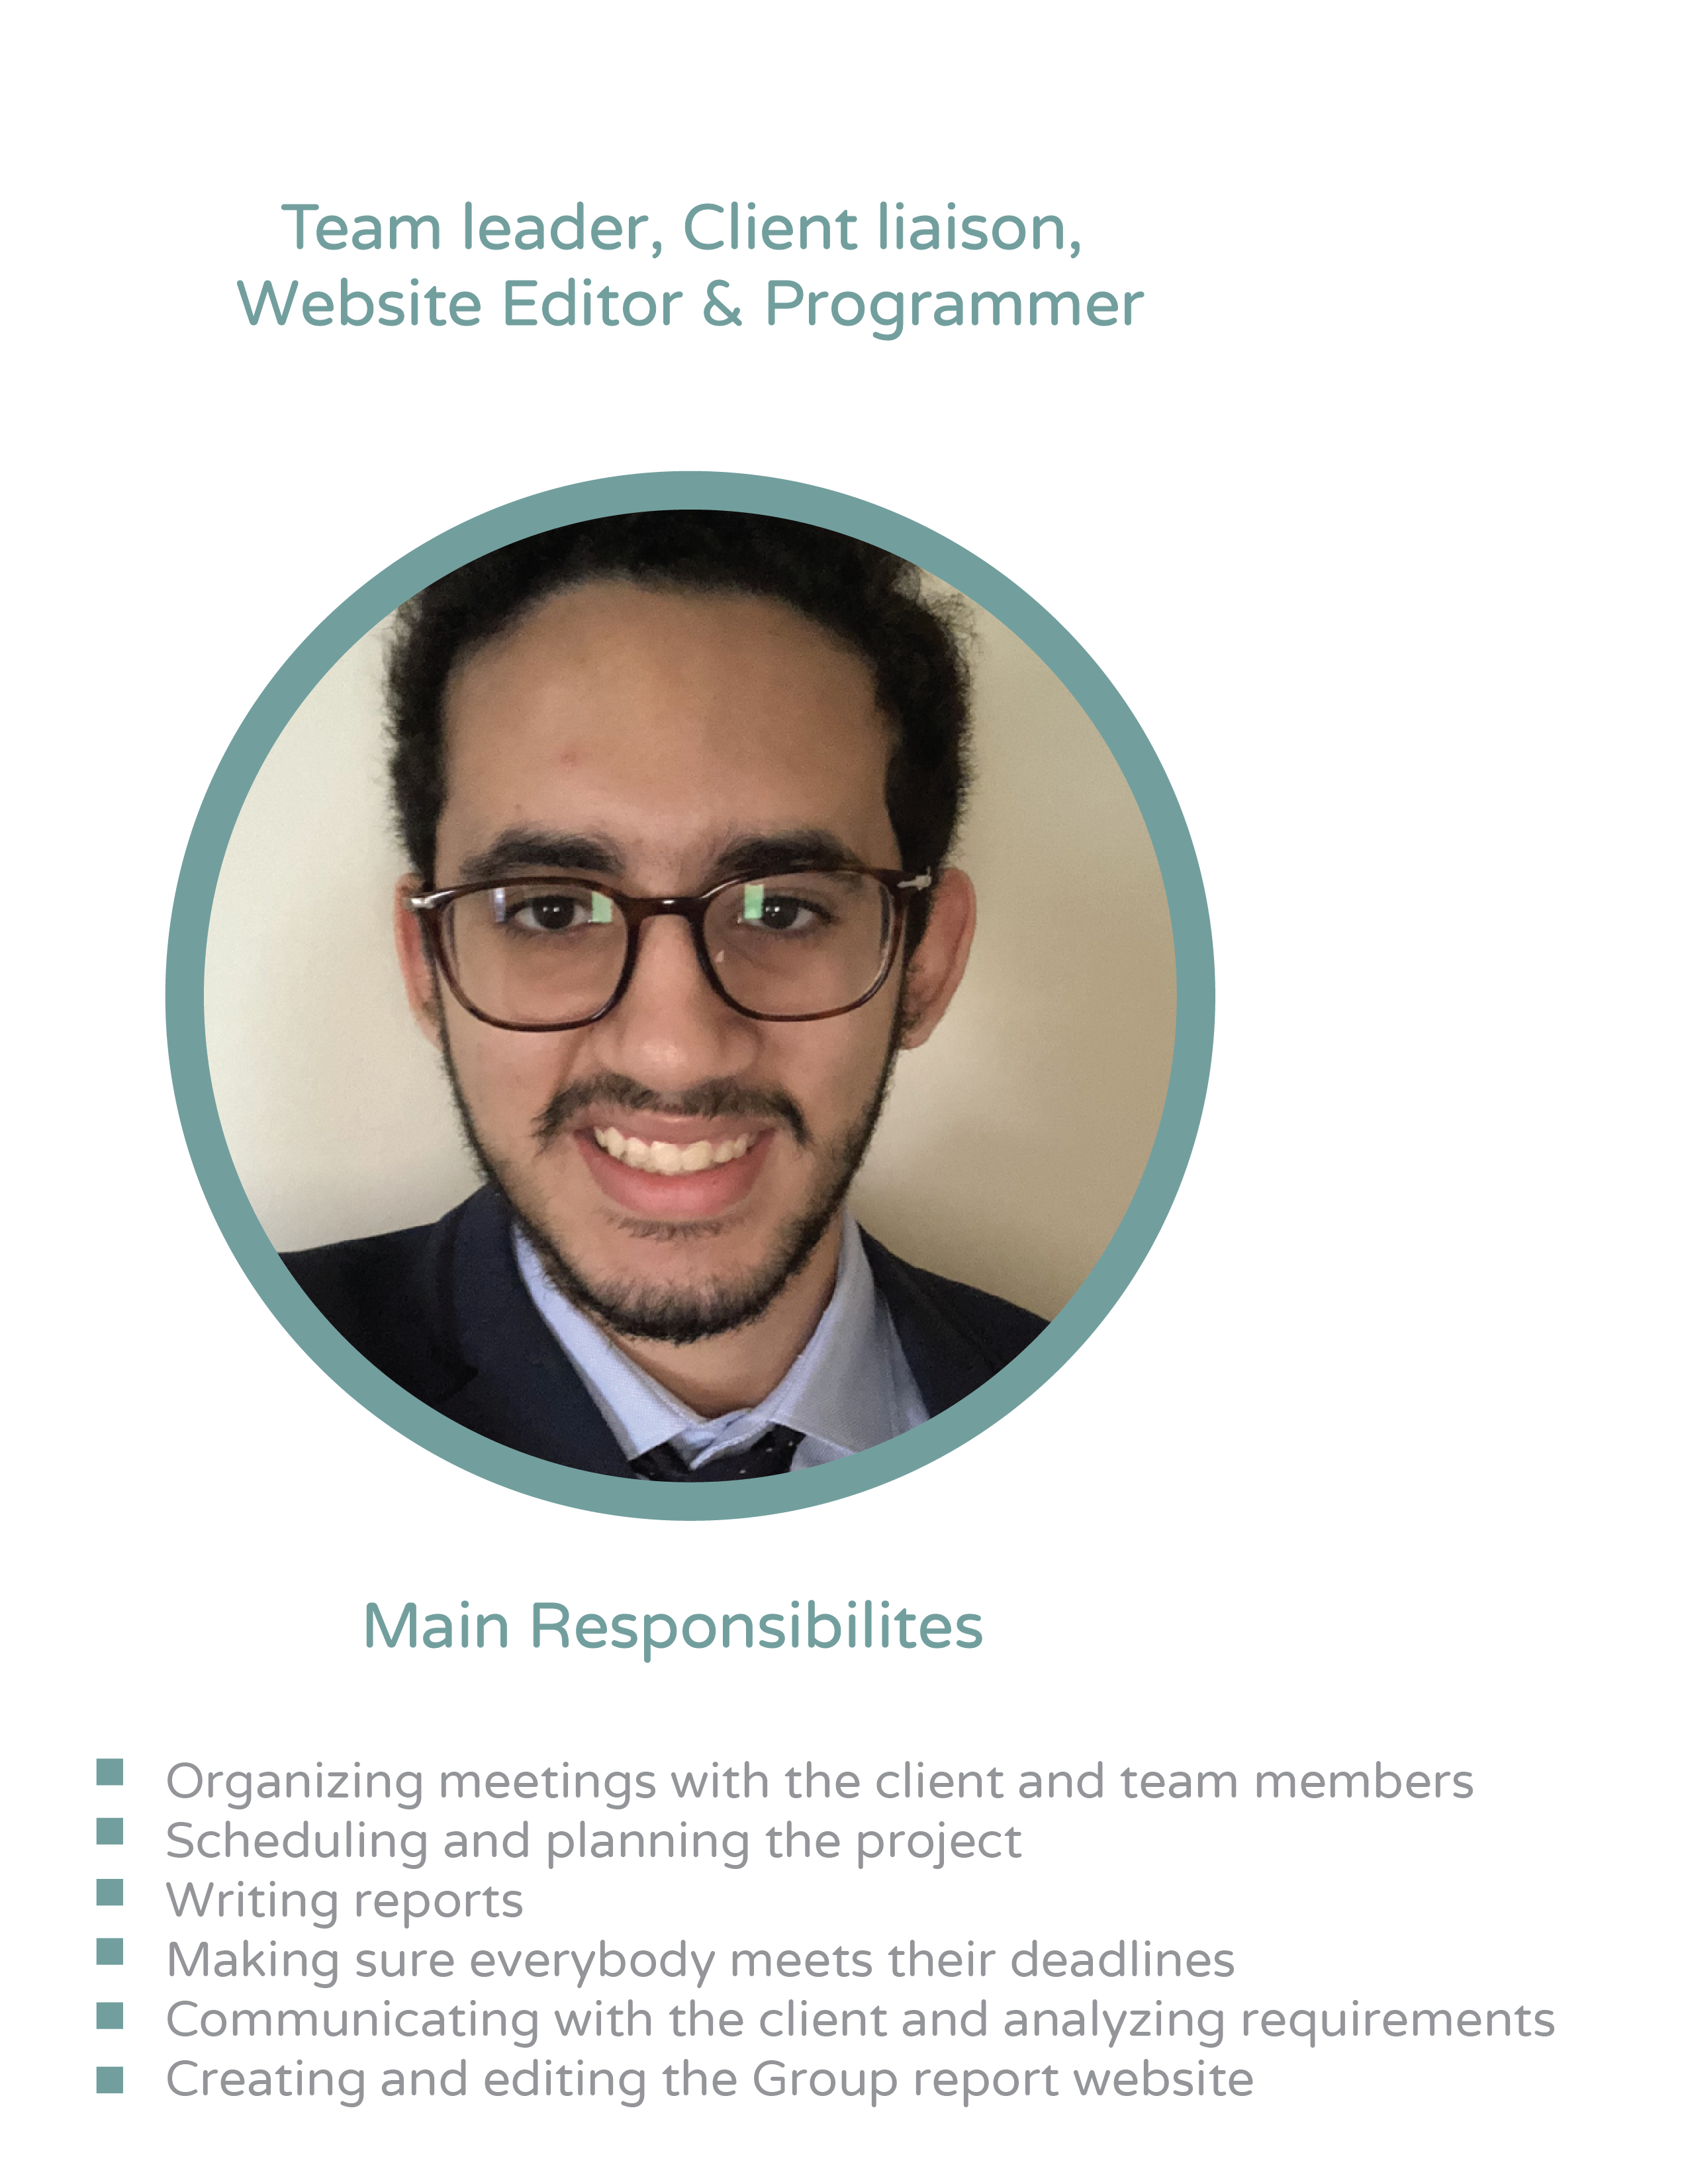 Team leader, Client liaison,
Website Editor & Programmer
Main Responsibilites
Organizing meetings with the client and team members
Scheduling and planning the project
Writing reports
Making sure everybody meets their deadlines
Communicating with the client and analyzing requirements
Creating and editing the Group report website